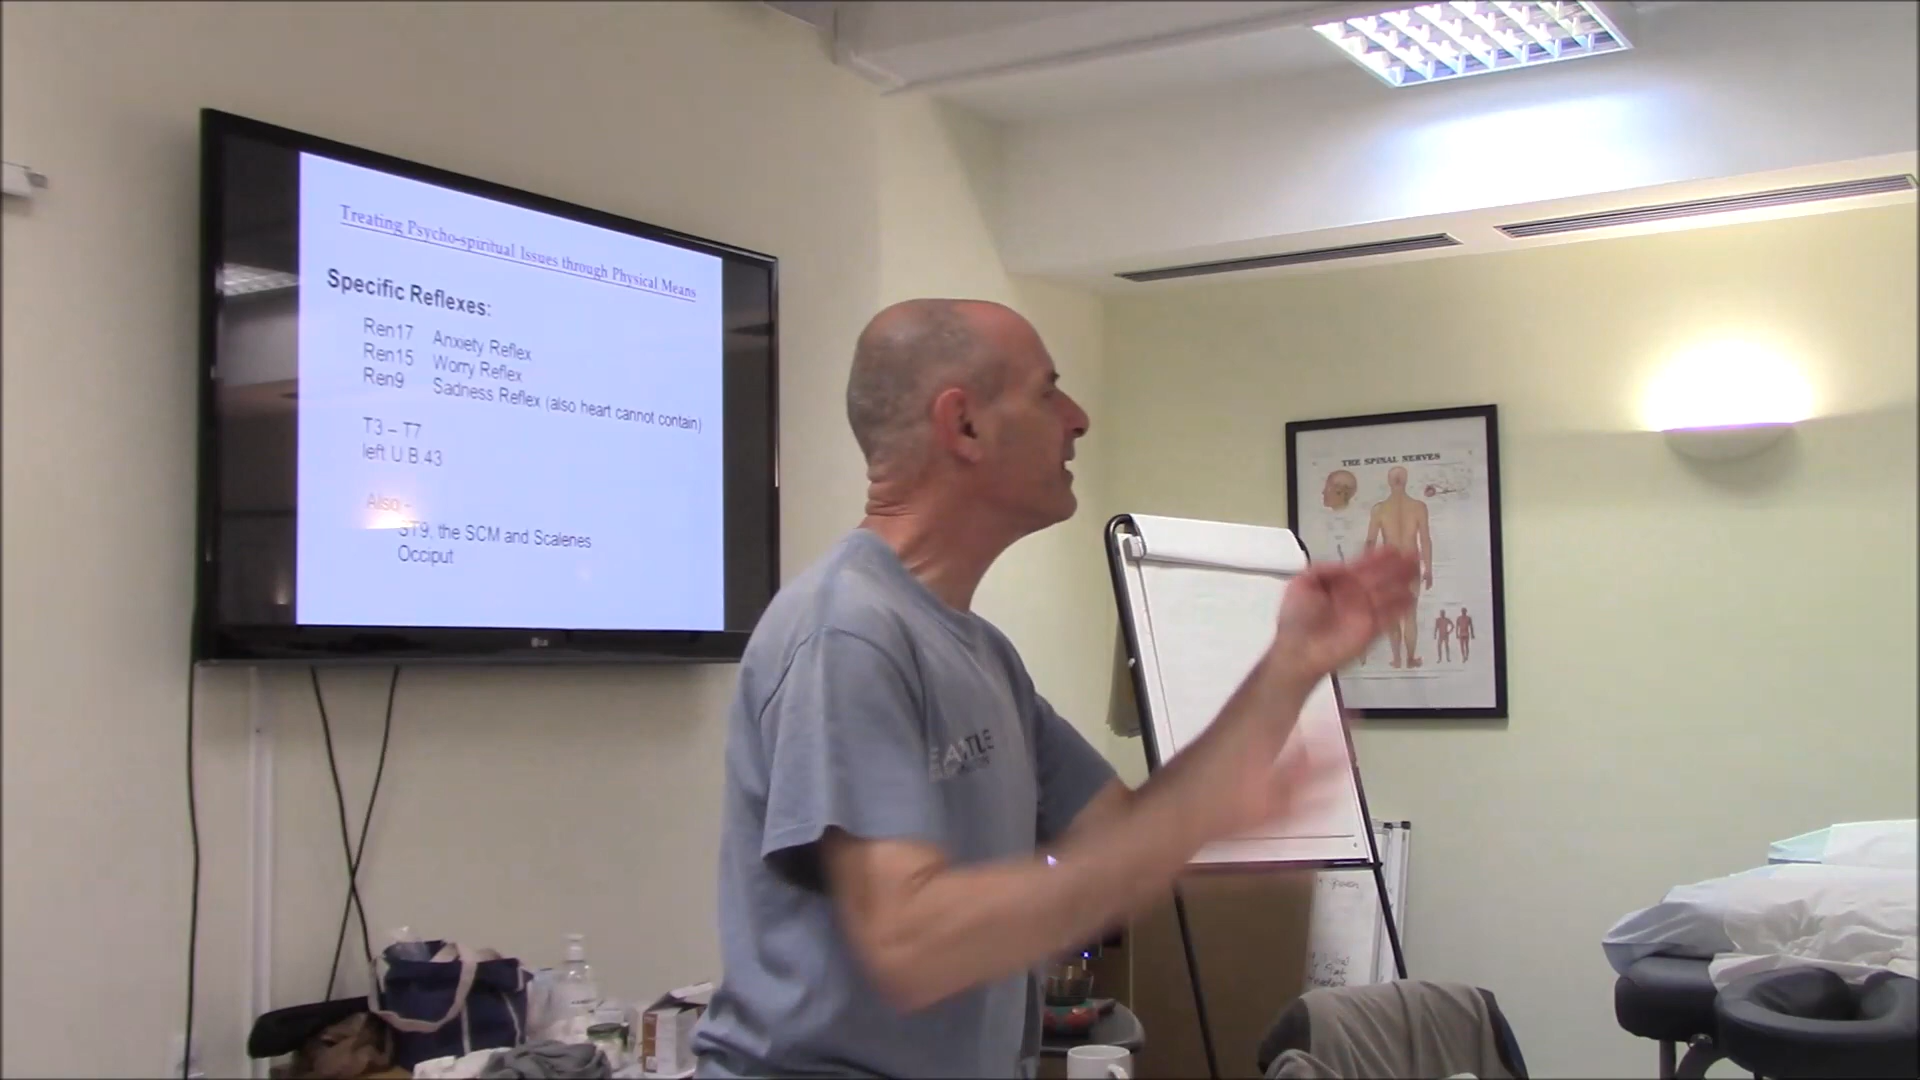 Treating Psycho-spiritual Issues through Physical Means
Specific Reflexes:
Ren17 Anxiety Reflex
Ren15 Worry Reflex
Ren9 Sadness Reflex (also heart cannot contain)
T3 – T7
left U.B.43
Also -
ST9, the SCM and Scalenes
Occiput
LG
THE SPINAL NERVES